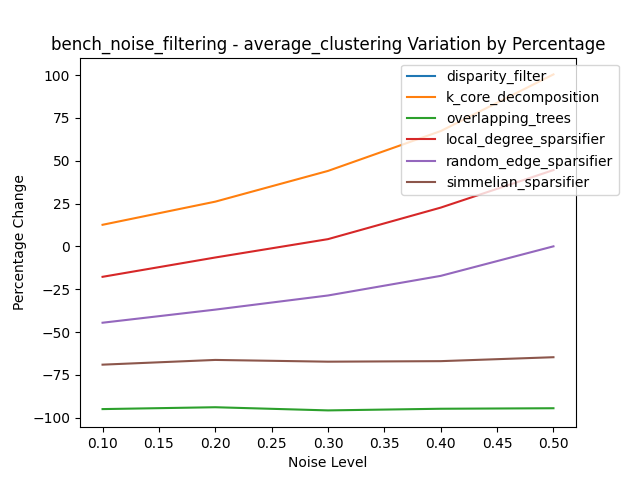 bench_noise_filtering - average_clustering Variation by Percentage
disparity_filter
k_core_decomposition
overlapping_trees
local_degree_sparsifier
random_edge_sparsifier
simmelian_sparsifier
Percentage Change
100
75
50
25
0
−25
−50
−75
−100
0.10 0.15 0.20 0.25 0.30 0.35 0.40 0.45 0.50
Noise Level